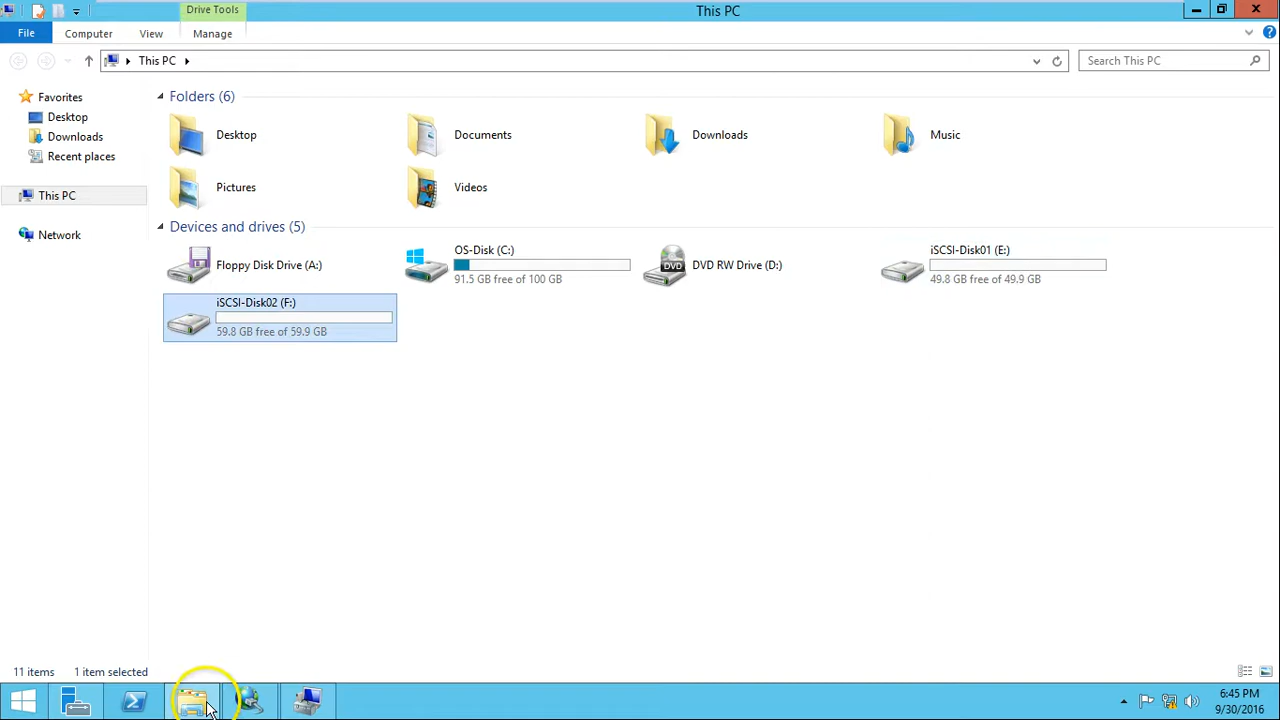 Drive Tools
This PC
File
Computer
View
Manage
This PC
Search This PC
Favorites
Desktop
Downloads
Recent places
This PC
Network
Folders (6)
Desktop
Documents
Downloads
Music
Pictures
Videos
Devices and drives (5)
Floppy Disk Drive (A:)
OS-Disk (C:)
91.5 GB free of 100 GB
DVD
DVD RW Drive (D:)
iSCSI-Disk01 (E:)
49.8 GB free of 49.9 GB
iSCSI-Disk02 (F:)
59.8 GB free of 59.9 GB
11 items
1 item selected
6:45 PM
9/30/2016